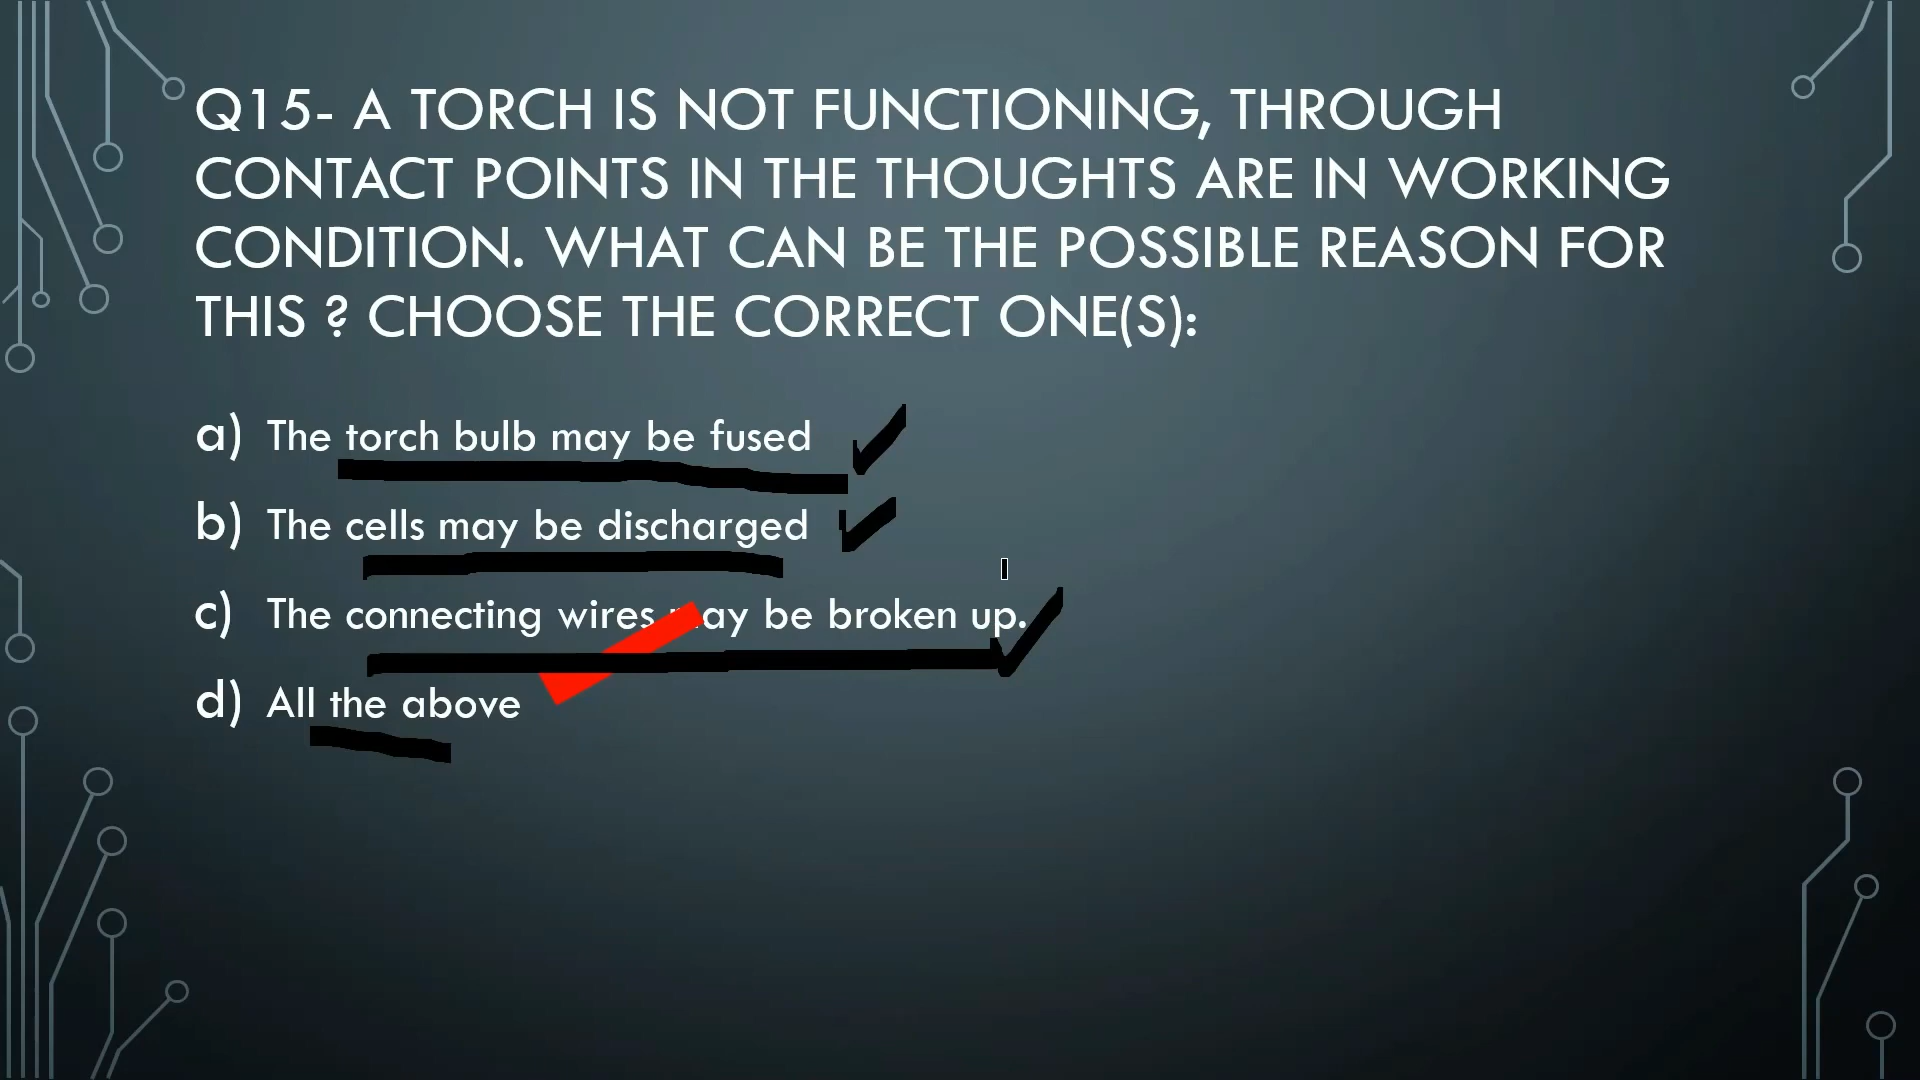 Q15- A TORCH IS NOT FUNCTIONING, THROUGH
CONTACT POINTS IN THE THOUGHTS ARE IN WORKING
CONDITION. WHAT CAN BE THE POSSIBLE REASON FOR
THIS ? CHOOSE THE CORRECT ONE(S):
a) The torch bulb may be fused
b) The cells may be discharged
c) The connecting wires may be broken up.
d) All the above